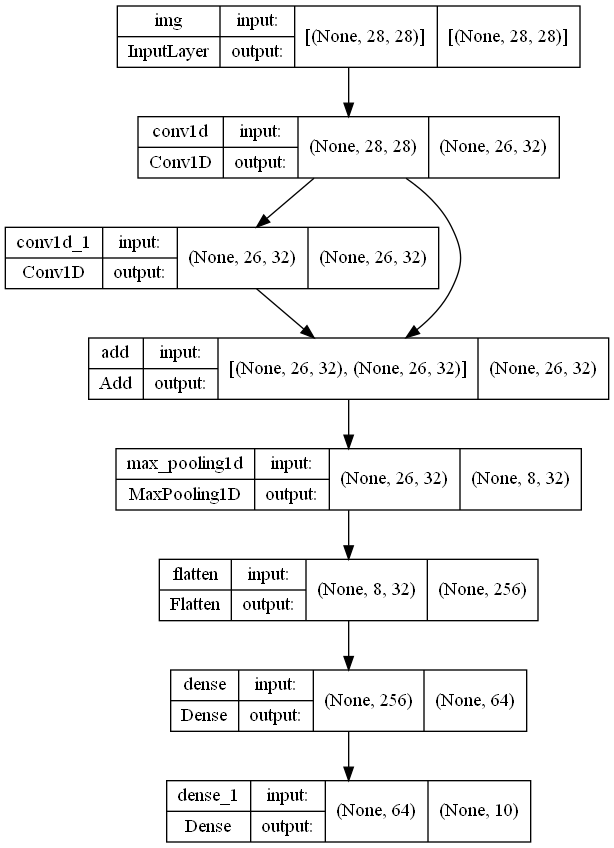 img input: [(None, 28, 28)] [(None, 28, 28)]
InputLayer output:
conv1d input: (None, 28, 28) (None, 26, 32)
Conv1D output:
conv1d_1 input: (None, 26, 32) (None, 26, 32)
Conv1D output:
add input: [(None, 26, 32), (None, 26, 32)] (None, 26, 32)
Add output:
max_pooling1d input: (None, 26, 32) (None, 8, 32)
MaxPooling1D output:
flatten input: (None, 8, 32) (None, 256)
Flatten output:
dense input: (None, 256) (None, 64)
Dense output:
dense_1 input: (None, 64) (None, 10)
Dense output: